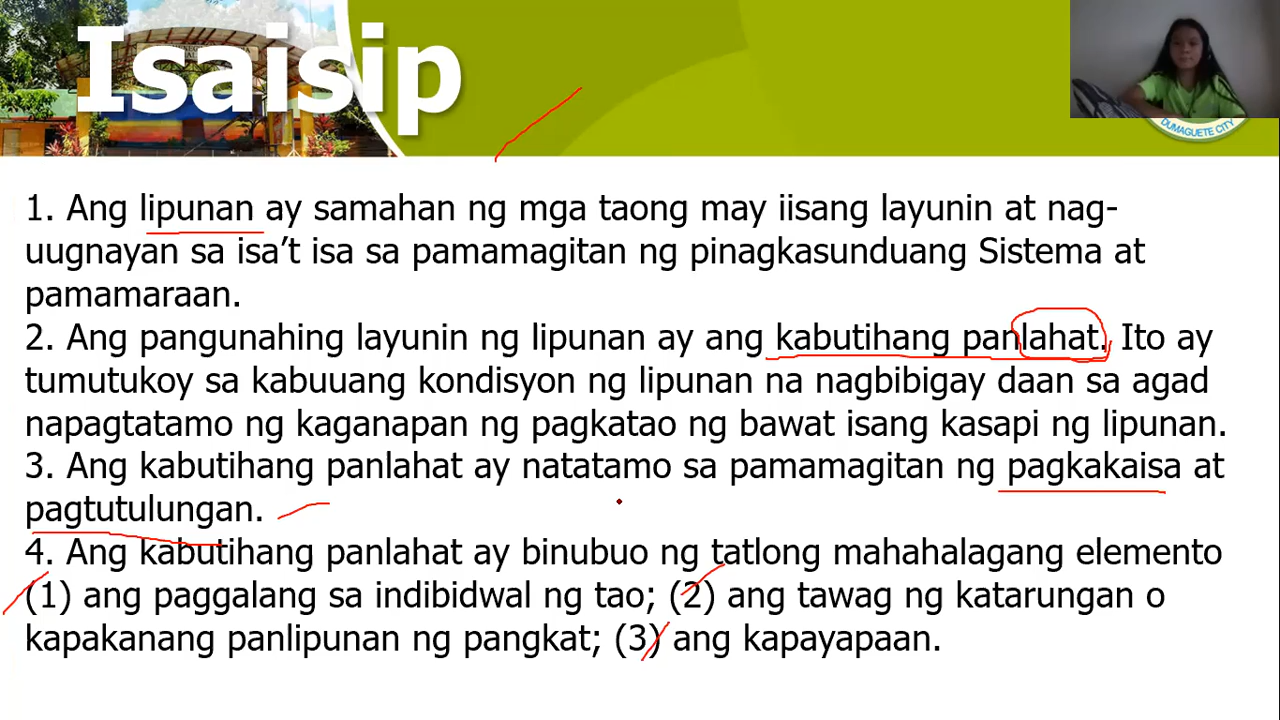 Isaisip
DUMAGUETE CITY
1. Ang lipunan ay samahan ng mga taong may iisang layunin at nag-
uugnayan sa isa’t isa sa pamamagitan ng pinagkasunduang Sistema at
pamamaraan.
2. Ang pangunahing layunin ng lipunan ay ang kabutihang panlahat. Ito ay
tumutukoy sa kabuuang kondisyon ng lipunan na nagbibigay daan sa agad
napagtatamo ng kaganapan ng pagkatao ng bawat isang kasapi ng lipunan.
3. Ang kabutihang panlahat ay natatamo sa pamamagitan ng pagkakaisa at
pagtutulungan.
4. Ang kabutihang panlahat ay binubuo ng tatlong mahahalagang elemento
(1) ang paggalang sa indibidwal ng tao; (2) ang tawag ng katarungan o
kapakanang panlipunan ng pangkat; (3) ang kapayapaan.